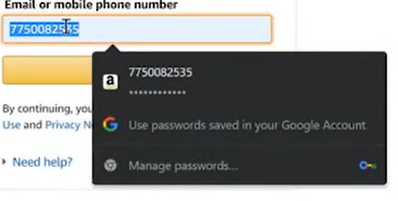 Email or mobile phone number
7750082535
7750082535
••••••••••••
By continuing, you
Use and Privacy N
Use passwords saved in your Google Account
Need help?
Manage passwords...